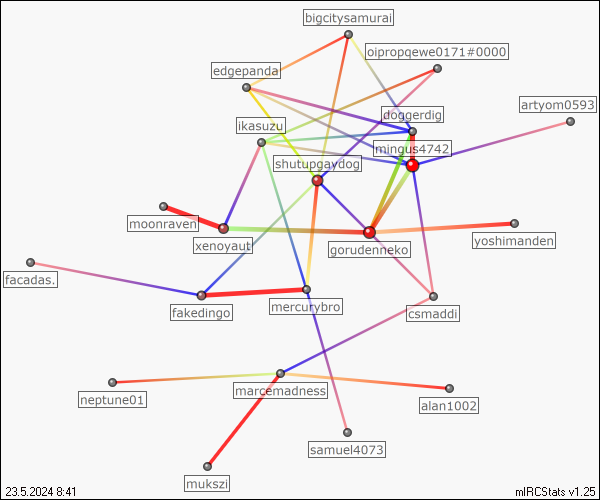 bigcitysamurai
oipropqewe0171#0000
edgepanda
artyom0593
doggerdig
ikasuzu
mingus4742
shutupgaydog
moonraven
xenoyaut
gorudenneko
yoshimanden
facadas.
fakedingo
mercurybro
csmaddi
marcemadness
neptune01
alan1002
samuel4073
mukszi
23.5.2024 8:41
mIRCStats v1.25